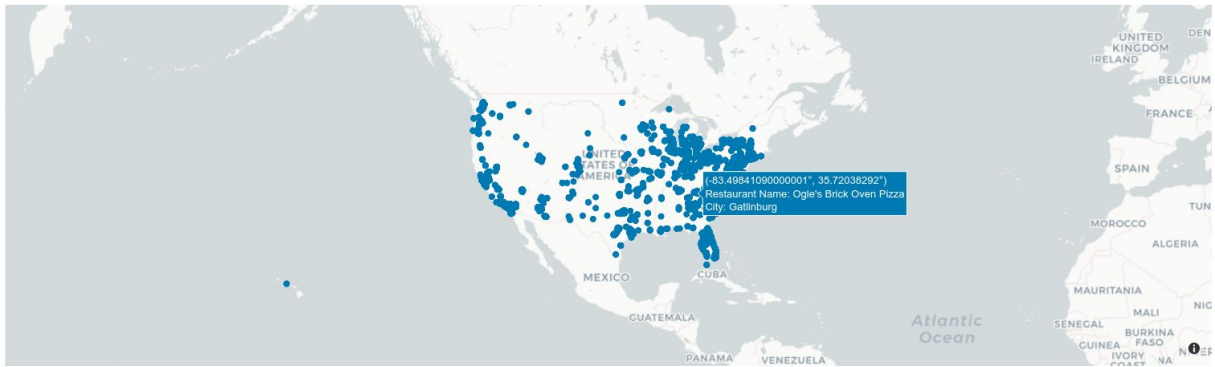 UNITED
KINGDOM
DEN
IRELAND
BELGIUM
FRANCE
UNITED
STATES OF
AMERICA
SPAIN
(-83.49841090000001°, 35.72038292°)
Restaurant Name: Ogle's Brick Oven Pizza
City: Gatlinburg
TUN
MOROCCO
ALGERIA
MEXICO
CUBA
MAURITANIA
MALI
NIG
GUATEMALA
Atlantic
Ocean
SENEGAL
BURKINA
FASO
GUINEA
IVORY
COAST
PANAMA
VENEZUELA